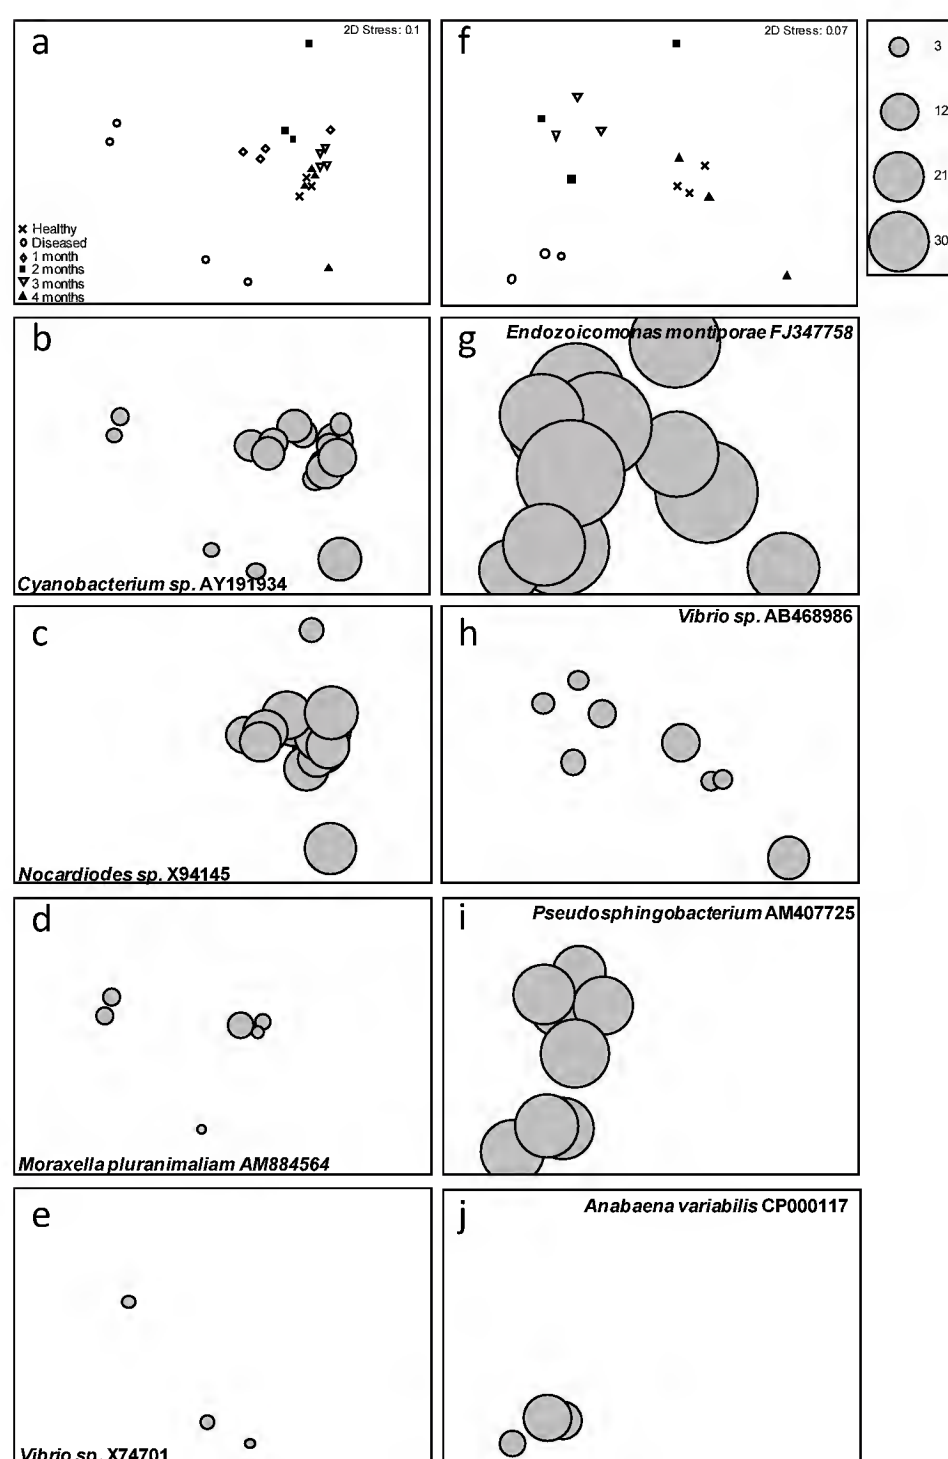 a
2D Stress: 0.1
Healthy
Diseased
1 month
2 months
3 months
4 months
f
2D Stress: 0.07
3
12
21
30
b
Cyanobacterium sp. AY191934
g
Endozoicomonas montiporae FJ347758
c
Nocardiodes sp. X94145
h
Vibrio sp. AB468986
d
Moraxella pluranimaliam AM884564
i
Pseudosphingobacterium AM407725
e
Vibrio sp. X74701
j
Anabaena variabilis CP000117